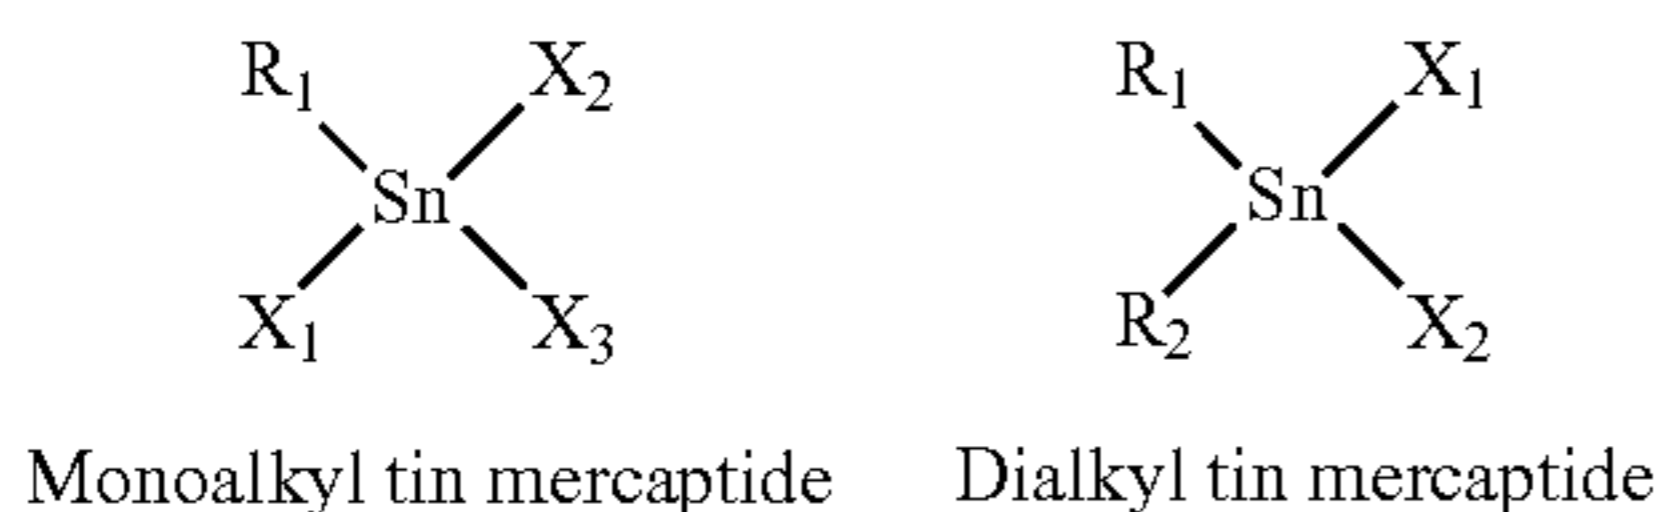 R₁ X₂ R₁ X₁
Sn Sn
X₁ X₃ R₂ X₂
Monoalkyl tin mercaptide Dialkyl tin mercaptide